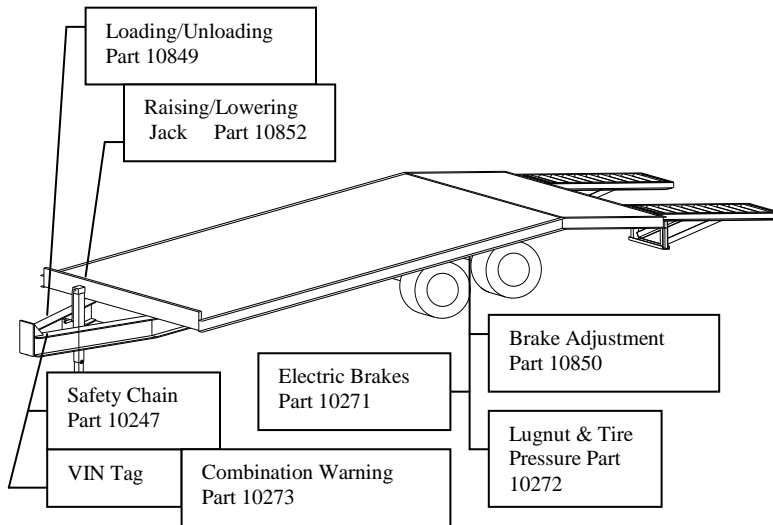 Loading/Unloading
Part 10849
Raising/Lowering
Jack Part 10852
Brake Adjustment
Part 10850
Electric Brakes
Part 10271
Safety Chain
Part 10247
Lugnut & Tire
Pressure Part
10272
VIN Tag
Combination Warning
Part 10273